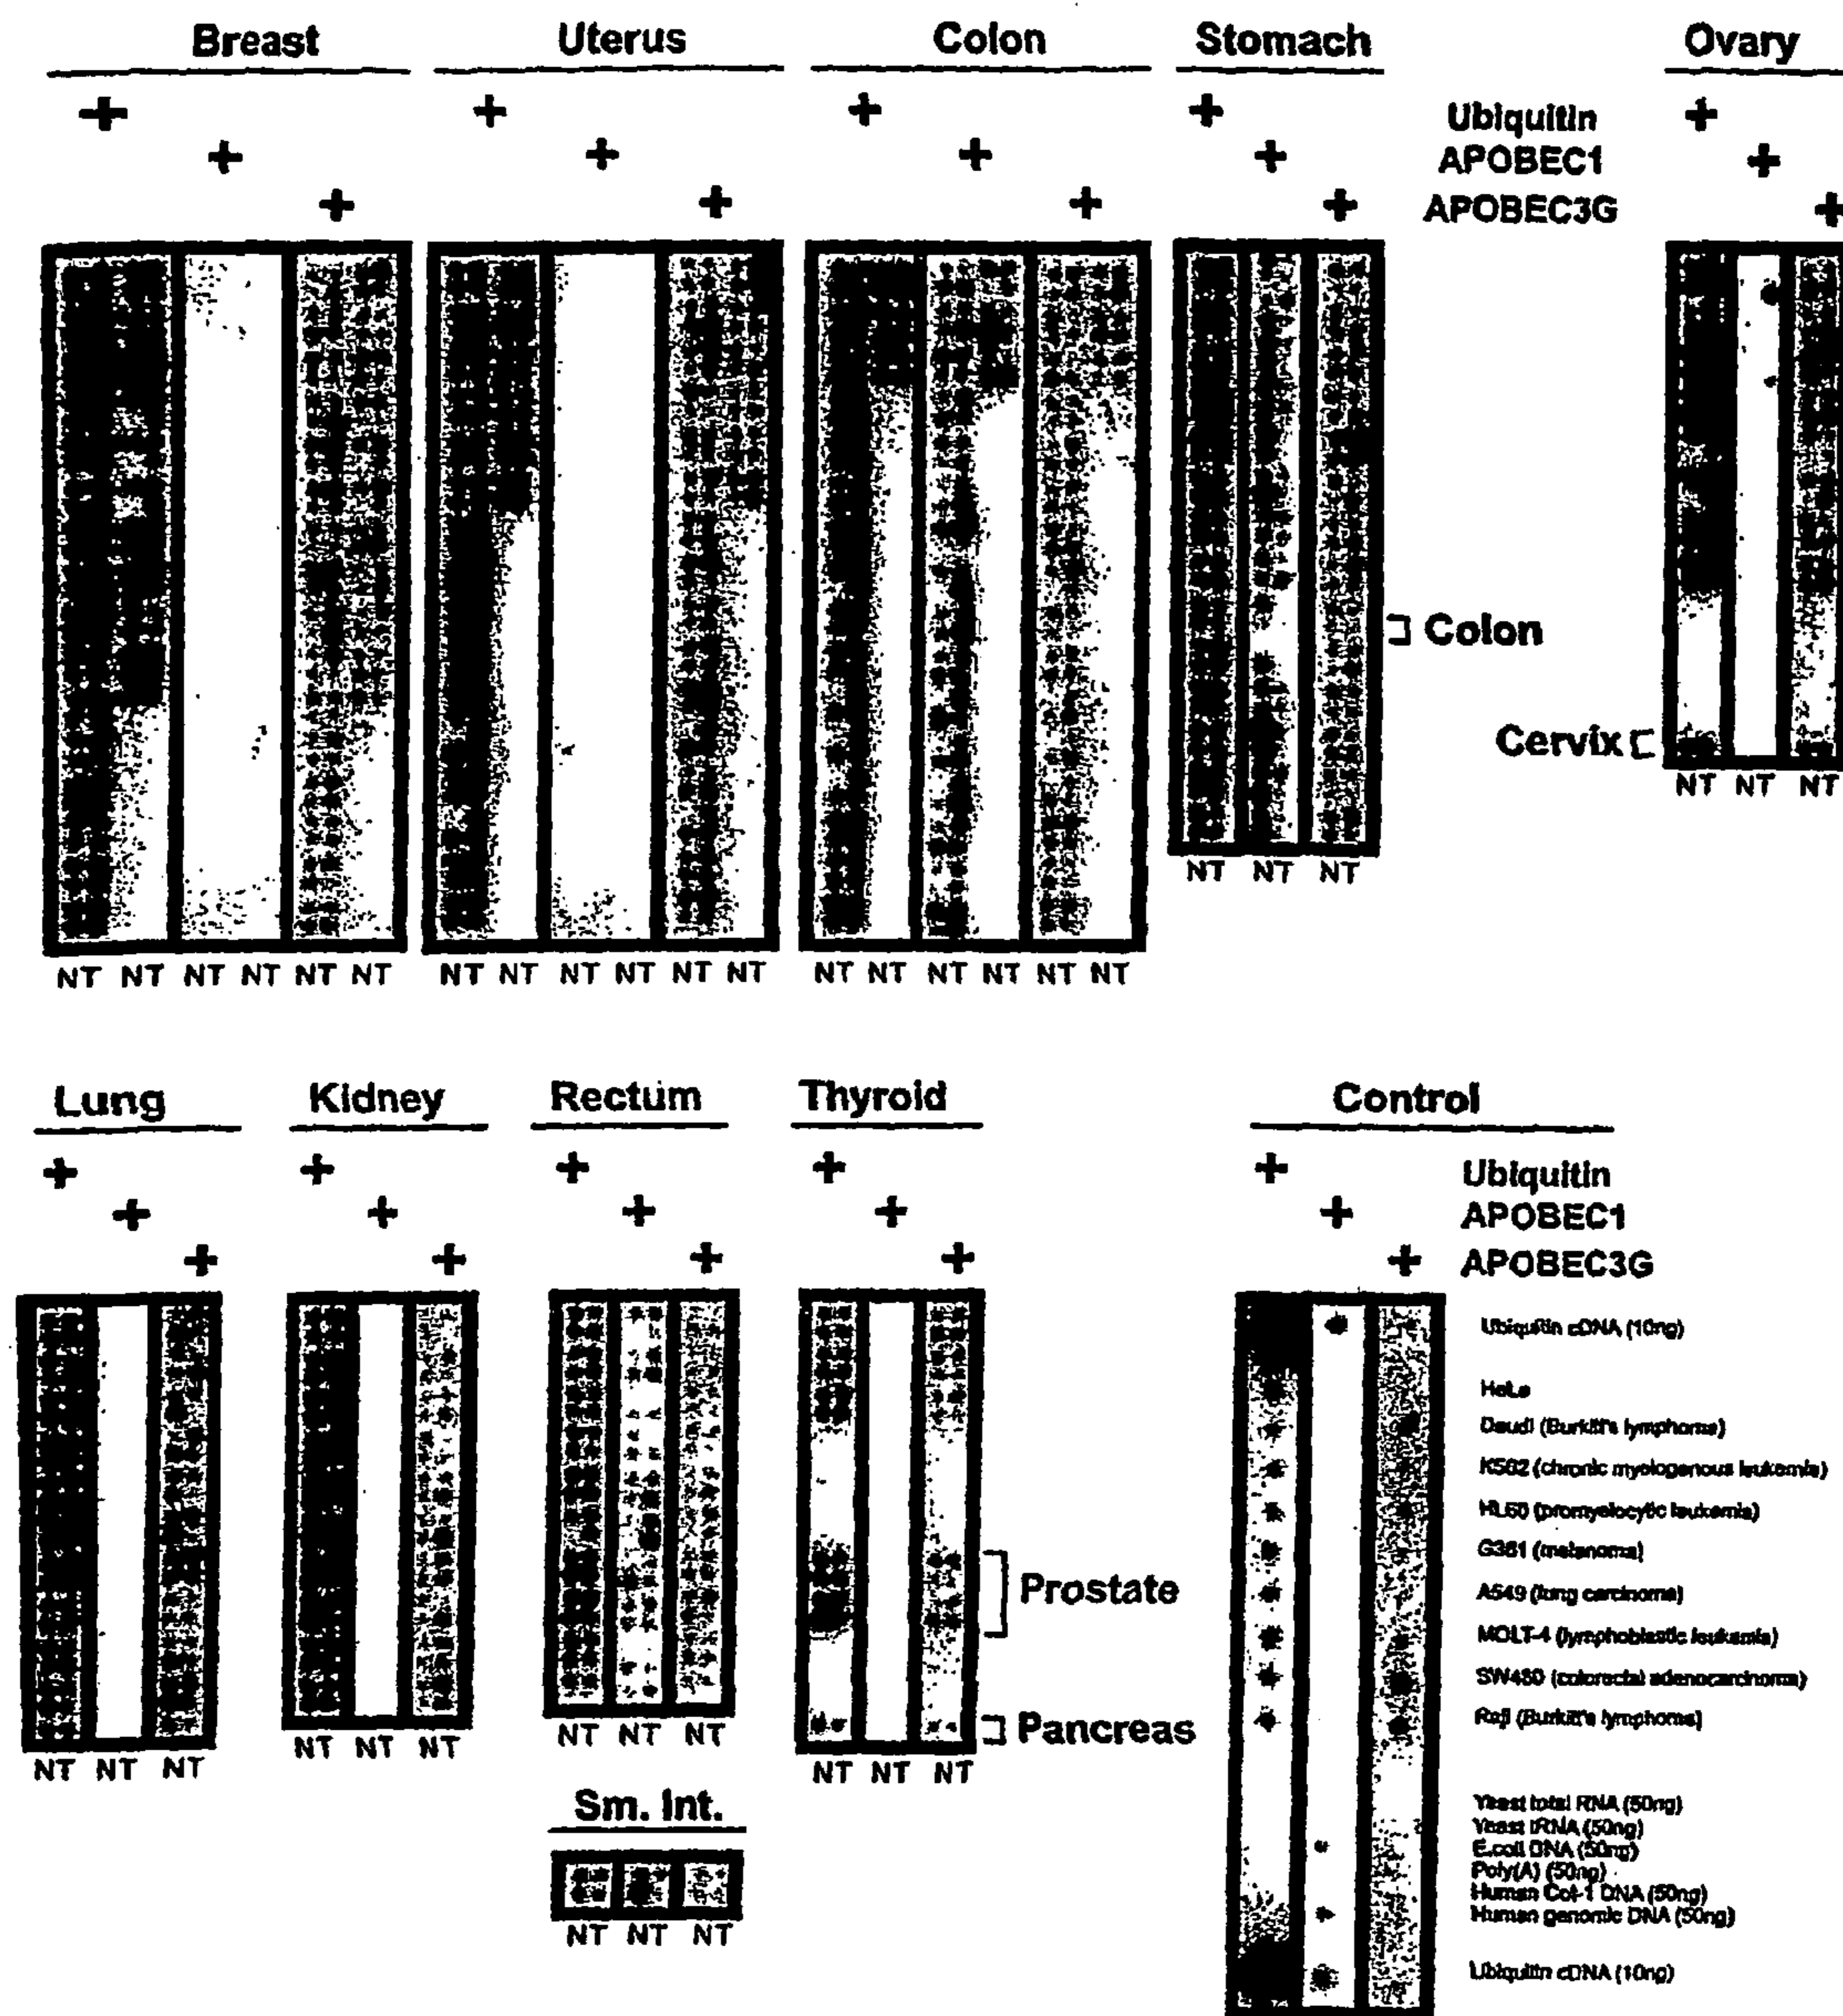 Breast Uterus Colon Stomach Ovary
+ + + + Ubiquitin +
+ + + + APOBEC1 +
+ + + + APOBEC3G +
Colon
Cervix
NT NT NT
NT NT NT
NT NT NT NT NT NT NT NT NT NT NT NT NT NT NT NT NT NT
Lung Kidney Rectum Thyroid Control
+ + + + + Ubiquitin
+ + + + + APOBEC1
+ + + + + APOBEC3G
Ubiquitin cDNA (10ng)
HeLa
Daudi (Burkitt's lymphoma)
K562 (chronic myelogenous leukemia)
HL60 (promyelocytic leukemia)
G361 (melanoma)
A549 (lung carcinoma)
Prostate
MOLT-4 (lymphoblastic leukemia)
SW480 (colorectal adenocarcinoma)
Raji (Burkitt's lymphoma)
Pancreas
NT NT NT NT NT NT NT NT NT NT NT NT
Sm. Int.
NT NT NT
Yeast total RNA (50ng)
Yeast tRNA (50ng)
E.coli DNA (50ng)
Poly(A) (50ng)
Human Cot-1 DNA (50ng)
Human genomic DNA (50ng)
Ubiquitin cDNA (10ng)